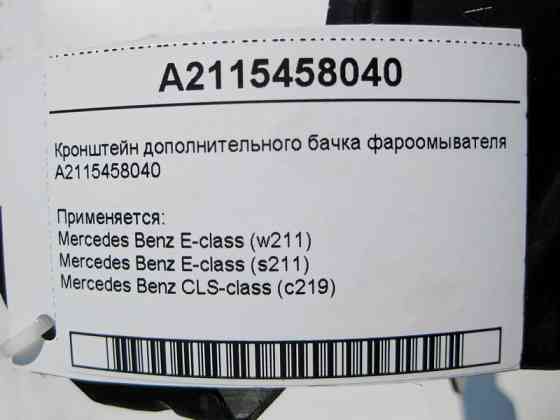 A2115458040
Кронштейн дополнительного бачка фароомывателя
A2115458040
Применяется:
Mercedes Benz E-class (w211)
Mercedes Benz E-class (s211)
Mercedes Benz CLS-class (c219)